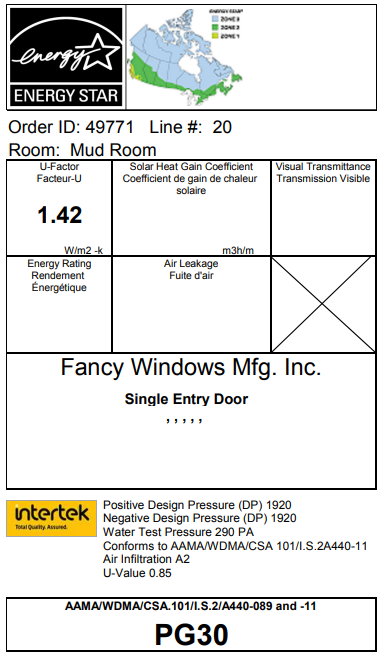 energy
ENERGY STAR
ENERGY STAR®
ZONE 3
ZONE 2
ZONE 1
Order ID: 49771 Line #: 20
Room: Mud Room
U-Factor
Facteur-U
1.42
W/m2 -k
Solar Heat Gain Coefficient
Coefficient de gain de chaleur
solaire
m3h/m
Visual Transmittance
Transmission Visible
Energy Rating
Rendement
Énergétique
Air Leakage
Fuite d'air
Fancy Windows Mfg. Inc.
Single Entry Door
, , , , ,
intertek
Total Quality. Assured.
Positive Design Pressure (DP) 1920
Negative Design Pressure (DP) 1920
Water Test Pressure 290 PA
Conforms to AAMA/WDMA/CSA 101/I.S.2A440-11
Air Infiltration A2
U-Value 0.85
AAMA/WDMA/CSA.101/I.S.2/A440-089 and -11
PG30